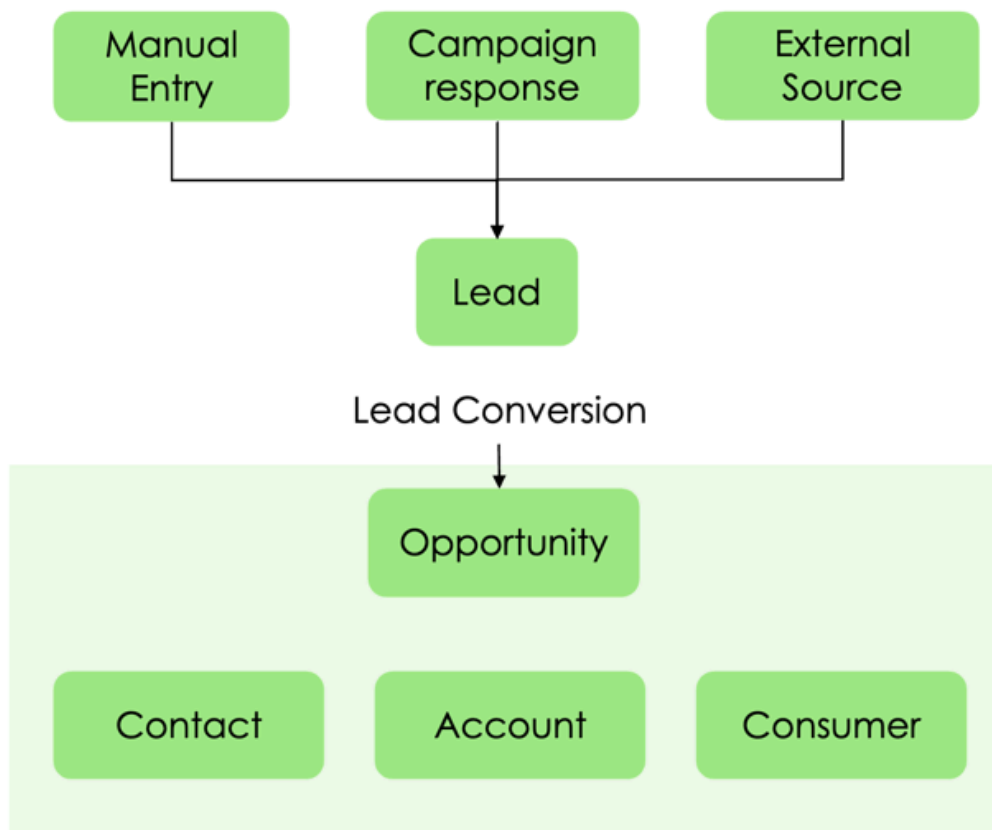 Manual
Entry
Campaign
response
External
Source
Lead
Lead Conversion
Opportunity
Contact
Account
Consumer